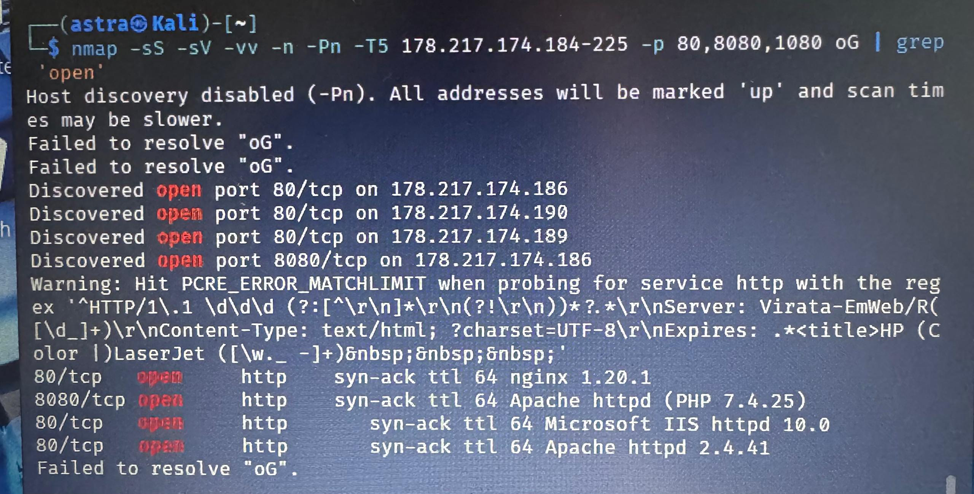 ┌──(astra㉿Kali)-[~]
└─$ nmap -sS -sV -vv -n -Pn -T5 178.217.174.184-225 -p 80,8080,1080 oG | grep
'open'
Host discovery disabled (-Pn). All addresses will be marked 'up' and scan tim
es may be slower.
Failed to resolve "oG".
Failed to resolve "oG".
Discovered open port 80/tcp on 178.217.174.186
Discovered open port 80/tcp on 178.217.174.190
Discovered open port 80/tcp on 178.217.174.189
Discovered open port 8080/tcp on 178.217.174.186
Warning: Hit PCRE_ERROR_MATCHLIMIT when probing for service http with the reg
ex '^HTTP/1\.1 \d\d\d (?:[^\r\n]*\r\n(?!\r\n))*?.*\r\nServer: Virata-EmWeb/R(
[\d_]+)\r\nContent-Type: text/html; ?charset=UTF-8\r\nExpires: .*<title>HP (C
olor |)LaserJet ([\w._ -]+)&nbsp;&nbsp;&nbsp;'
80/tcp open http syn-ack ttl 64 nginx 1.20.1
8080/tcp open http syn-ack ttl 64 Apache httpd (PHP 7.4.25)
80/tcp open http syn-ack ttl 64 Microsoft IIS httpd 10.0
80/tcp open http syn-ack ttl 64 Apache httpd 2.4.41
Failed to resolve "oG".